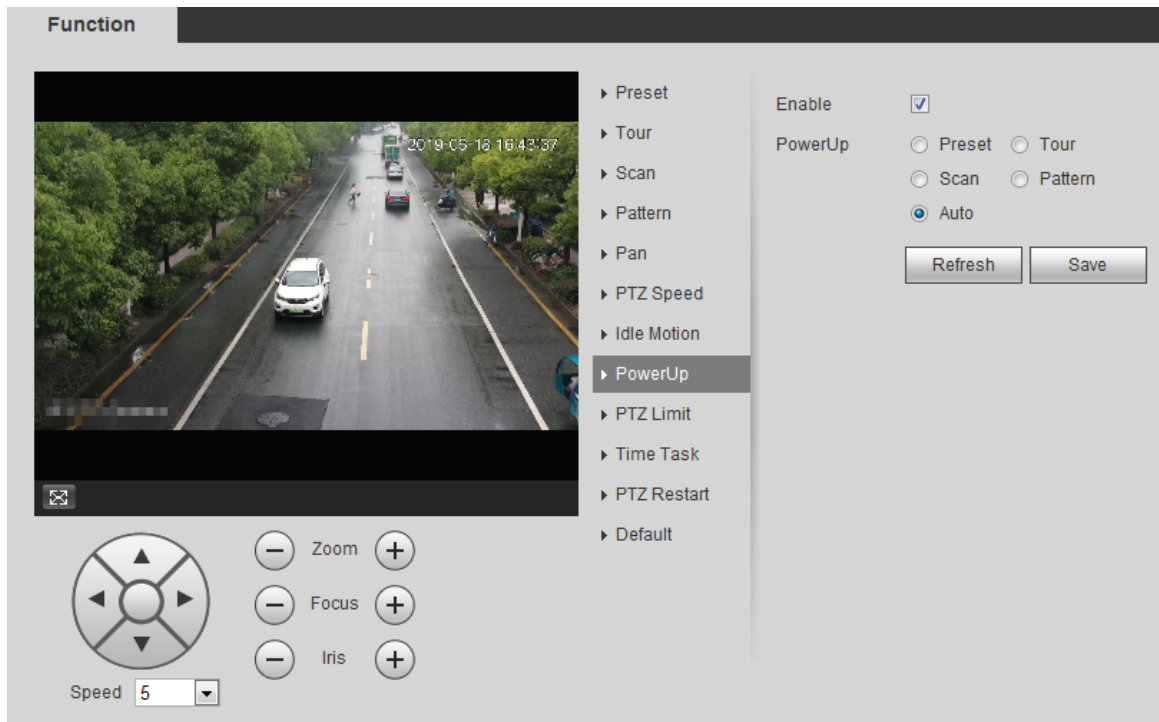 Function
2019-05-18 16:43:37
Preset
Tour
Scan
Pattern
Pan
PTZ Speed
Idle Motion
PowerUp
PTZ Limit
Time Task
PTZ Restart
Default
Enable
PowerUp
Preset Tour
Scan Pattern
Auto
Refresh Save
Zoom
Focus
Iris
Speed 5